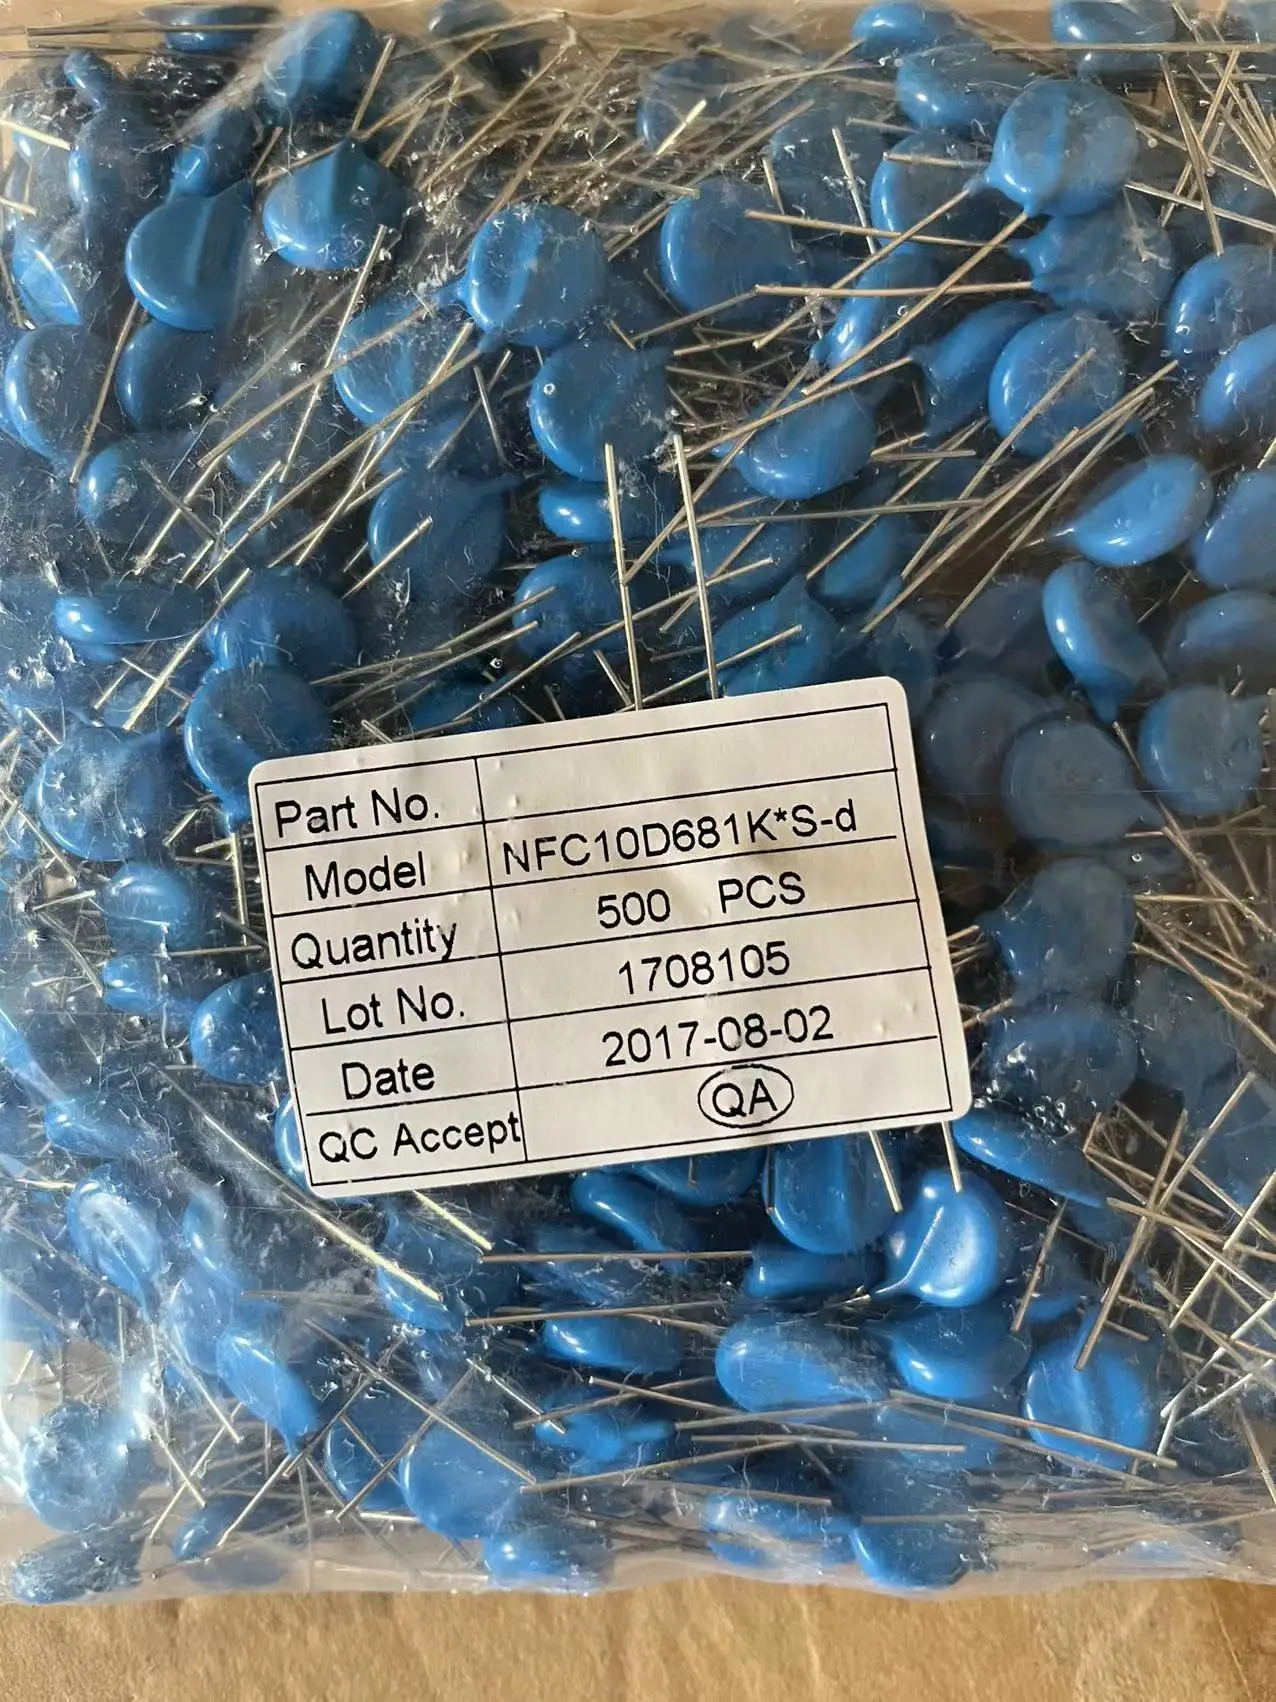 Part No.
Model NFC10D681K*S-d
Quantity 500 PCS
Lot No. 1708105
Date 2017-08-02
QC Accept QA